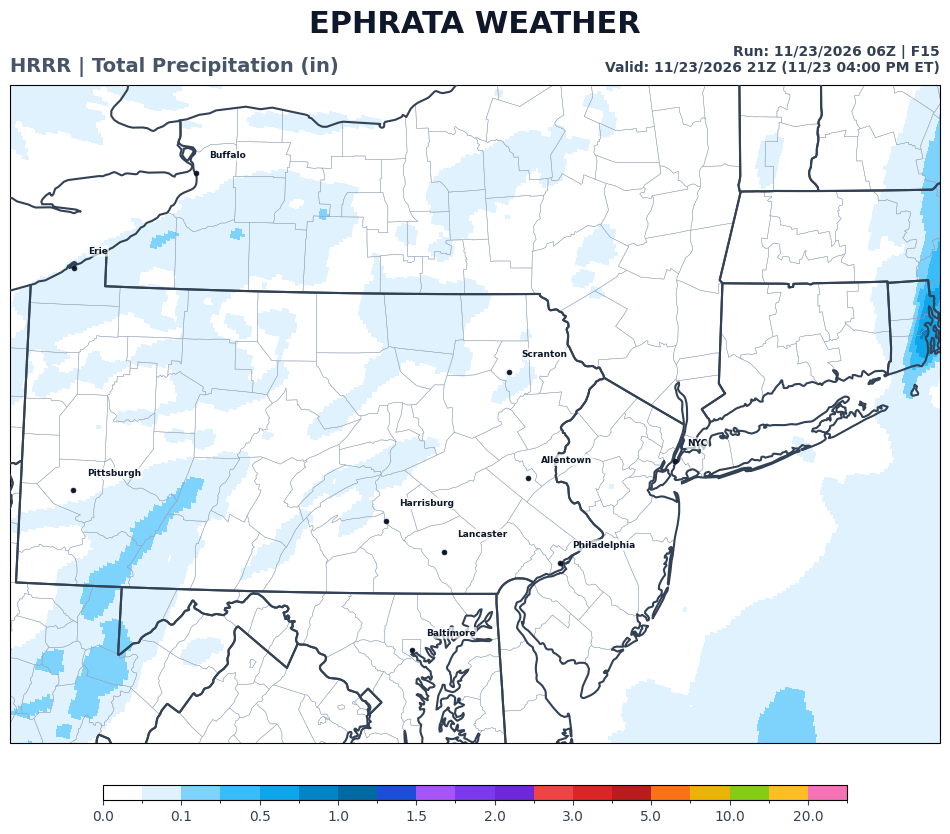 EPHRATA WEATHER
Run: 11/23/2026 06Z | F15
HRRR | Total Precipitation (in)
Valid: 11/23/2026 21Z (11/23 04:00 PM ET)
Buffalo
Erie
Scranton
NYC
Allentown
Pittsburgh
Harrisburg
Lancaster
Philadelphia
Baltimore
0.0 0.1 0.5 1.0 1.5 2.0 3.0 5.0 10.0 20.0